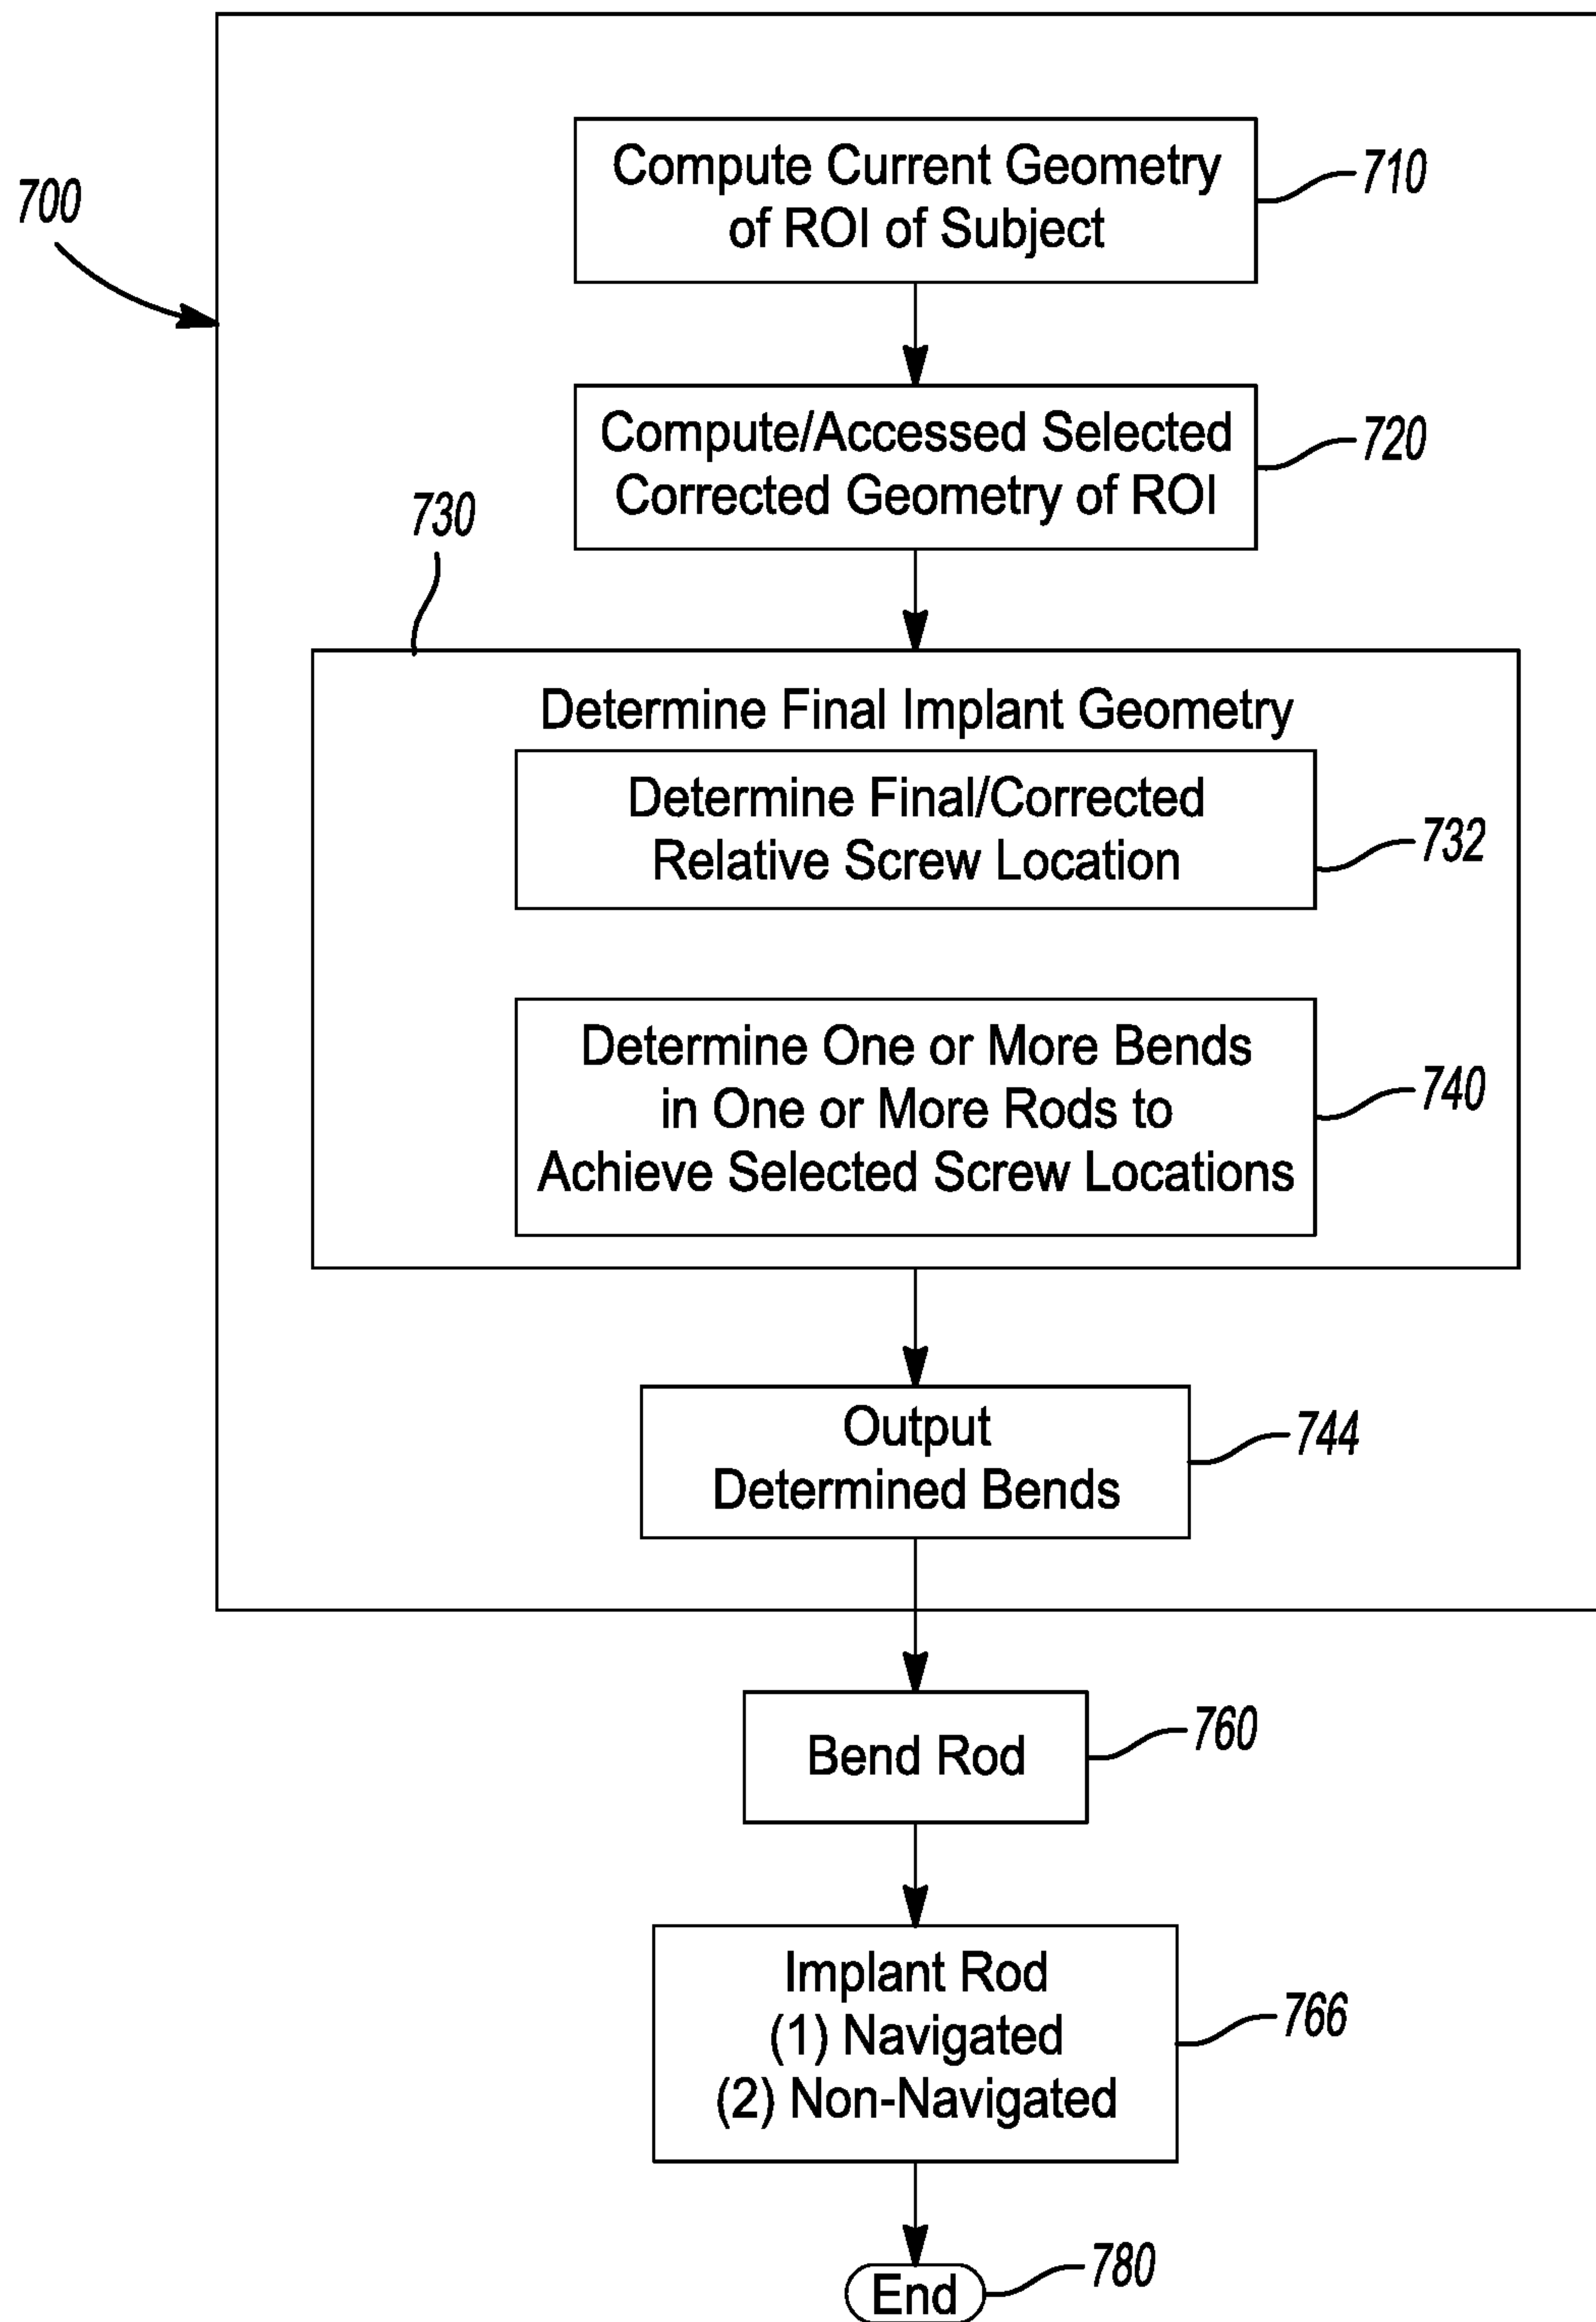 700
Compute Current Geometry
of ROI of Subject
710
Compute/Accessed Selected
Corrected Geometry of ROI
720
730
Determine Final Implant Geometry
Determine Final/Corrected
Relative Screw Location
732
Determine One or More Bends
in One or More Rods to
Achieve Selected Screw Locations
740
Output
Determined Bends
744
Bend Rod
760
Implant Rod
(1) Navigated
(2) Non-Navigated
766
End
780